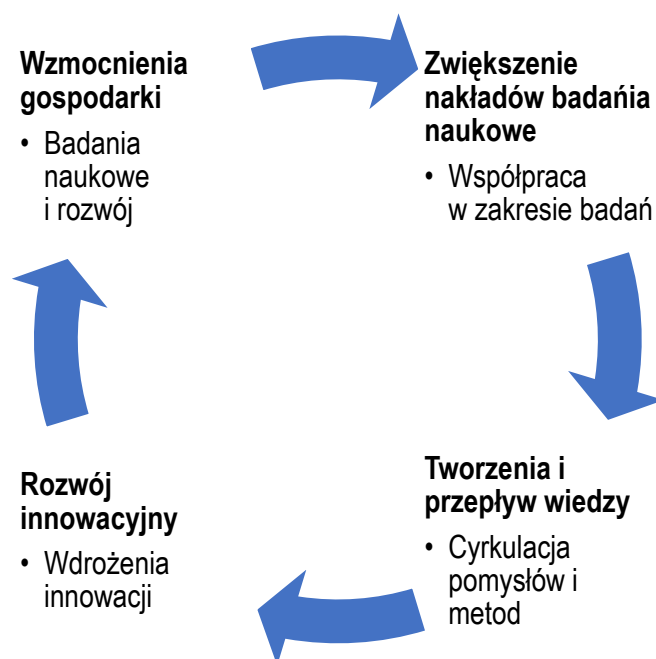 Wzmocnienia
gospodarki
• Badania
naukowe
i rozwój
Zwiększenie
nakładów badańia
naukowe
• Współpraca
w zakresie badań
Tworzenia i
przepływ wiedzy
• Cyrkulacja
pomysłów i
metod
Rozwój
innowacyjny
• Wdrożenia
innowacji